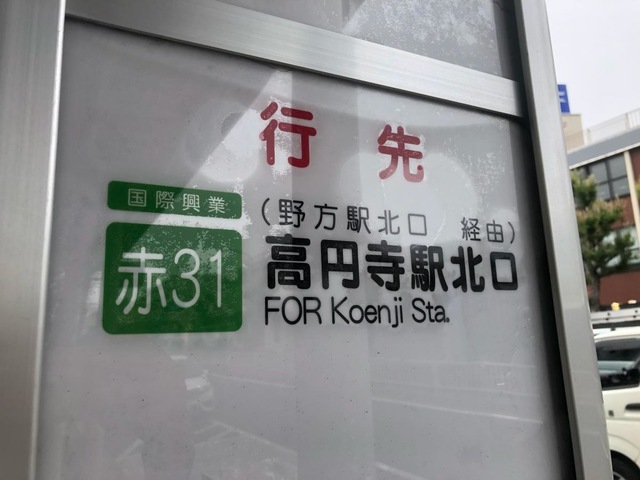 行先
国際興業
赤31
(野方駅北口 経由)
高円寺駅北口
FOR Koenji Sta.